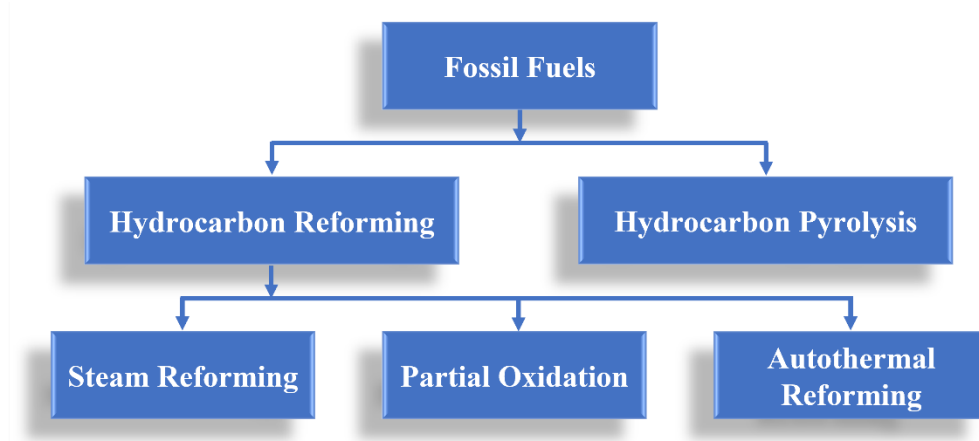 Fossil Fuels
Hydrocarbon Reforming
Hydrocarbon Pyrolysis
Steam Reforming
Partial Oxidation
Autothermal
Reforming